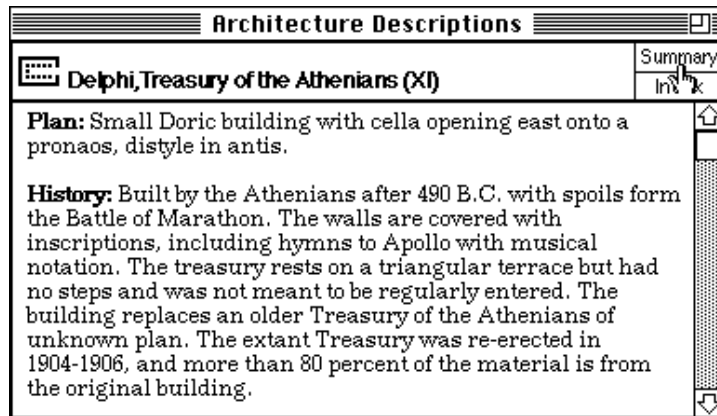 Architecture Descriptions
Summary
Delphi, Treasury of the Athenians (XI)
Plan: Small Doric building with cella opening east onto a
pronaos, distyle in antis.
History: Built by the Athenians after 490 B.C. with spoils form
the Battle of Marathon. The walls are covered with
inscriptions, including hymns to Apollo with musical
notation. The treasury rests on a triangular terrace but had
no steps and was not meant to be regularly entered. The
building replaces an older Treasury of the Athenians of
unknown plan. The extant Treasury was re-erected in
1904-1906, and more than 80 percent of the material is from
the original building.